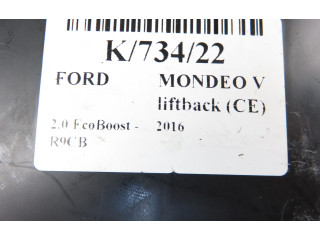 K/734/22
FORD MONDEO V
liftback (CE)
2.0 EcoBoost - 2016
R9CB